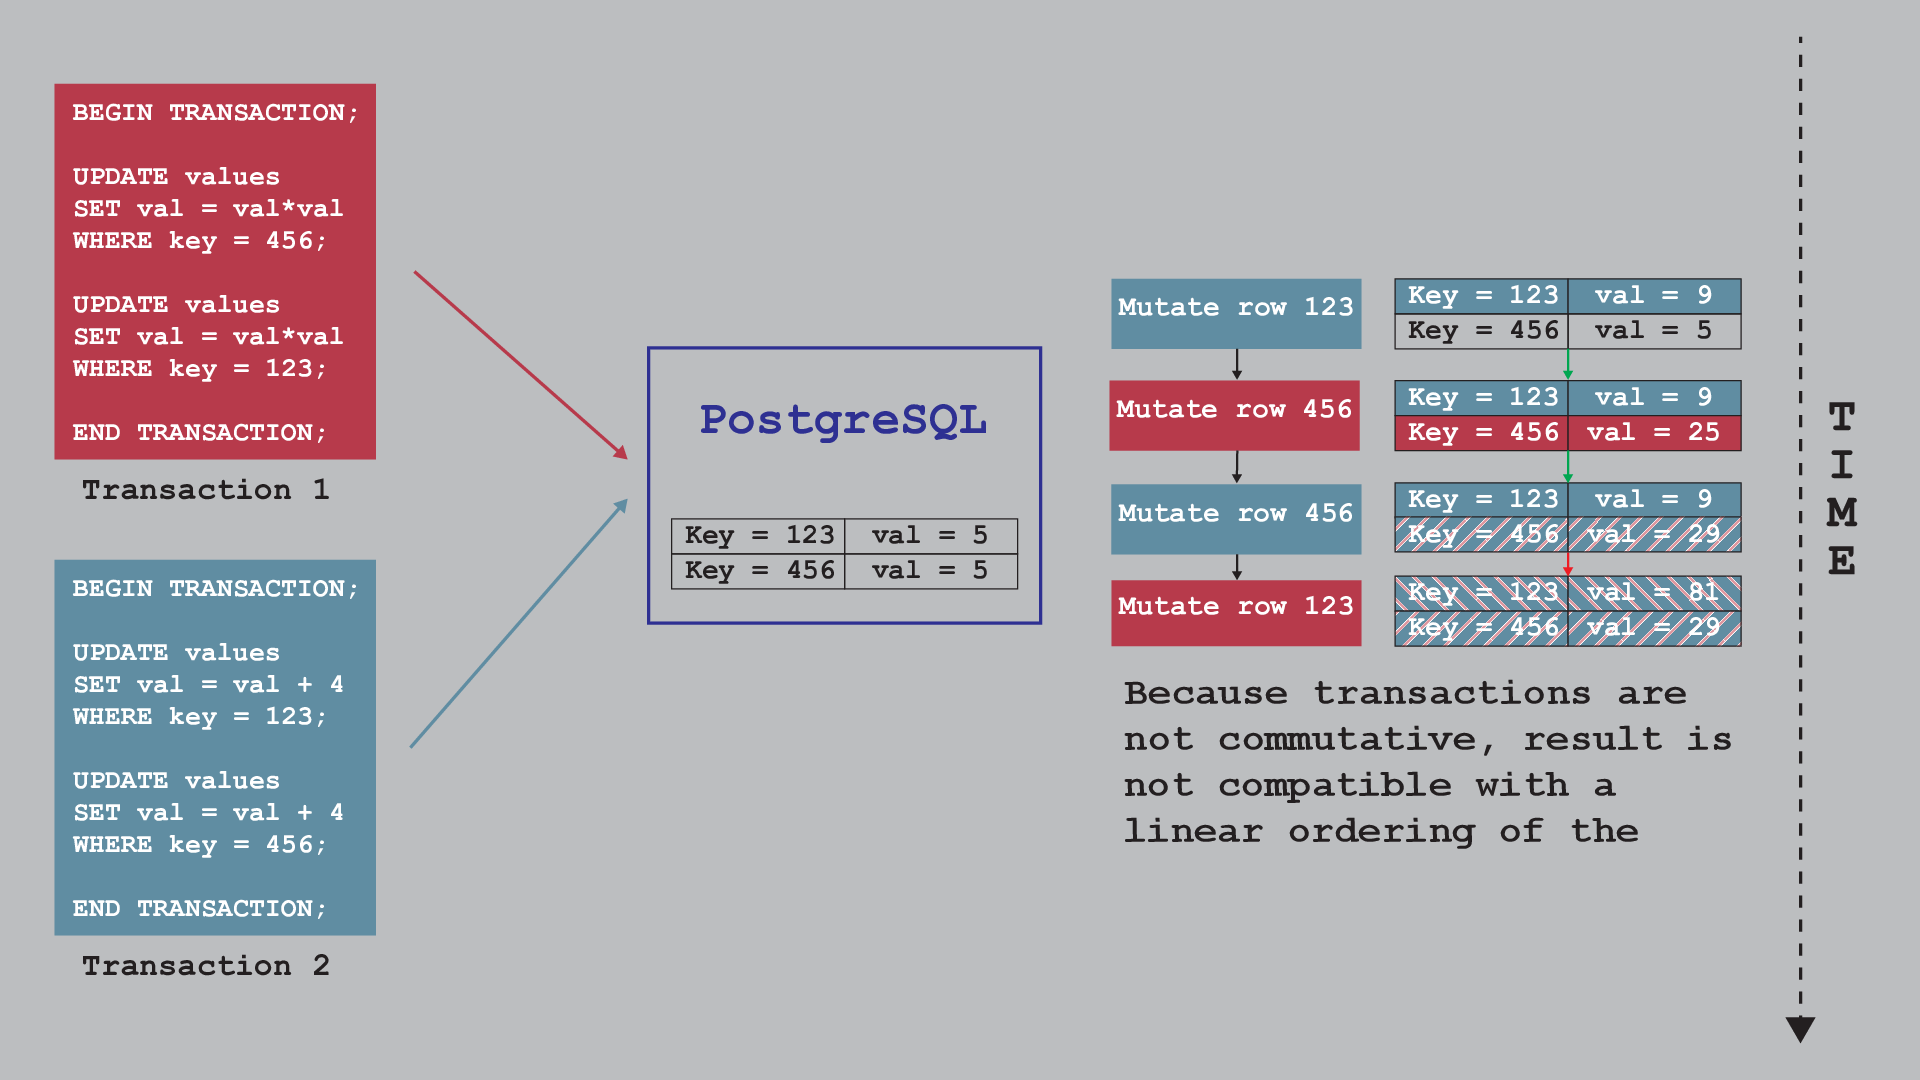 BEGIN TRANSACTION;
UPDATE values
SET val = val*val
WHERE key = 456;
UPDATE values
SET val = val*val
WHERE key = 123;
END TRANSACTION;
Transaction 1
BEGIN TRANSACTION;
UPDATE values
SET val = val + 4
WHERE key = 123;
UPDATE values
SET val = val + 4
WHERE key = 456;
END TRANSACTION;
Transaction 2
PostgreSQL
Key = 123 val = 5
Key = 456 val = 5
Mutate row 123
Key = 123 val = 9
Key = 456 val = 5
Mutate row 456
Key = 123 val = 9
Key = 456 val = 25
Mutate row 456
Key = 123 val = 9
Key = 456 val = 29
Mutate row 123
Key = 123 val = 81
Key = 456 val = 29
Because transactions are
not commutative, result is
not compatible with a
linear ordering of the
TIME